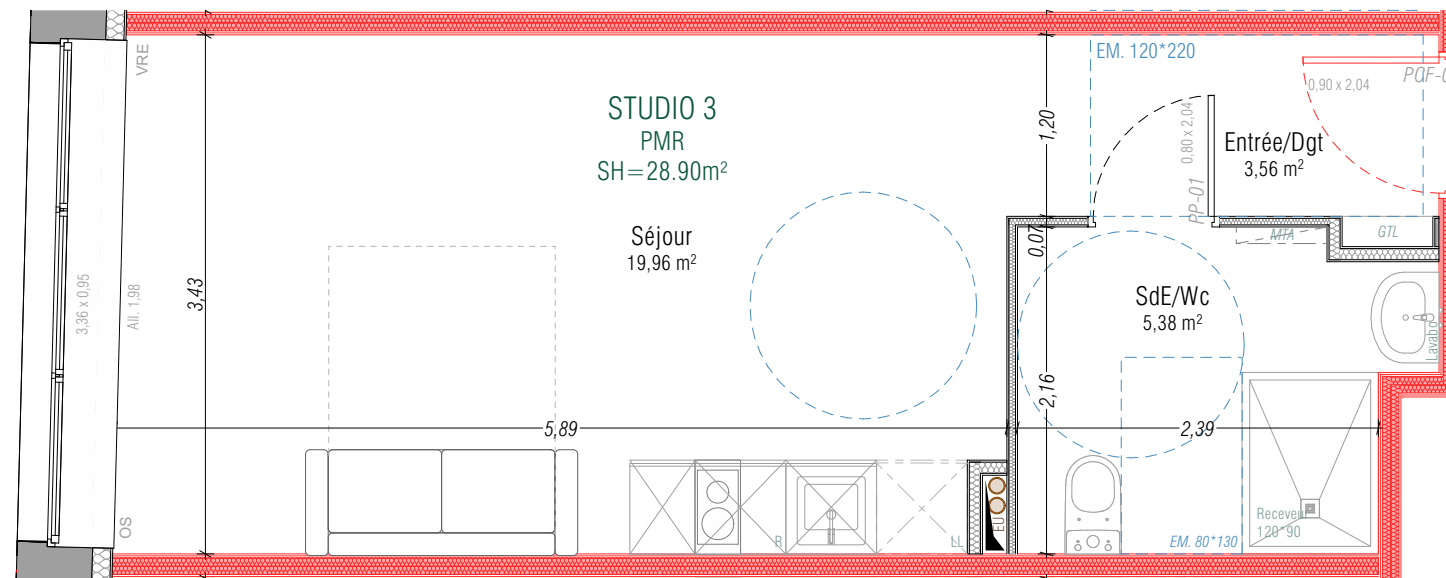 VRE
EM. 120*220
POF-0
0,90 x 2,04
STUDIO 3
PMR
SH=28.90m²
1,20
0,80 x 2,04
PP-01
Entrée/Dgt
3,56 m²
Séjour
19,96 m²
0,07
MTA
GTL
3,36 x 0,95
All. 1,98
3,43
SdE/Wc
5,38 m²
Lavabo
2,16
5,89
2,39
OS
R
LL
EU
Receveur
120*90
EM. 80*130